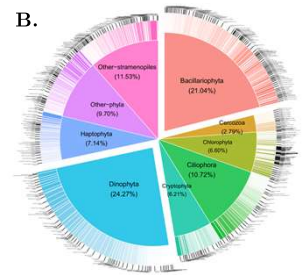 B.
Other-stramenopiles
(11.53%)
Bacillariophyta
(21.04%)
Other-phyla
(9.70%)
Cercozoa
(2.79%)
Haptophyta
(7.14%)
Chlorophyta
(6.60%)
Ciliophora
(10.72%)
Cryptophyta
(6.21%)
Dinophyta
(24.27%)